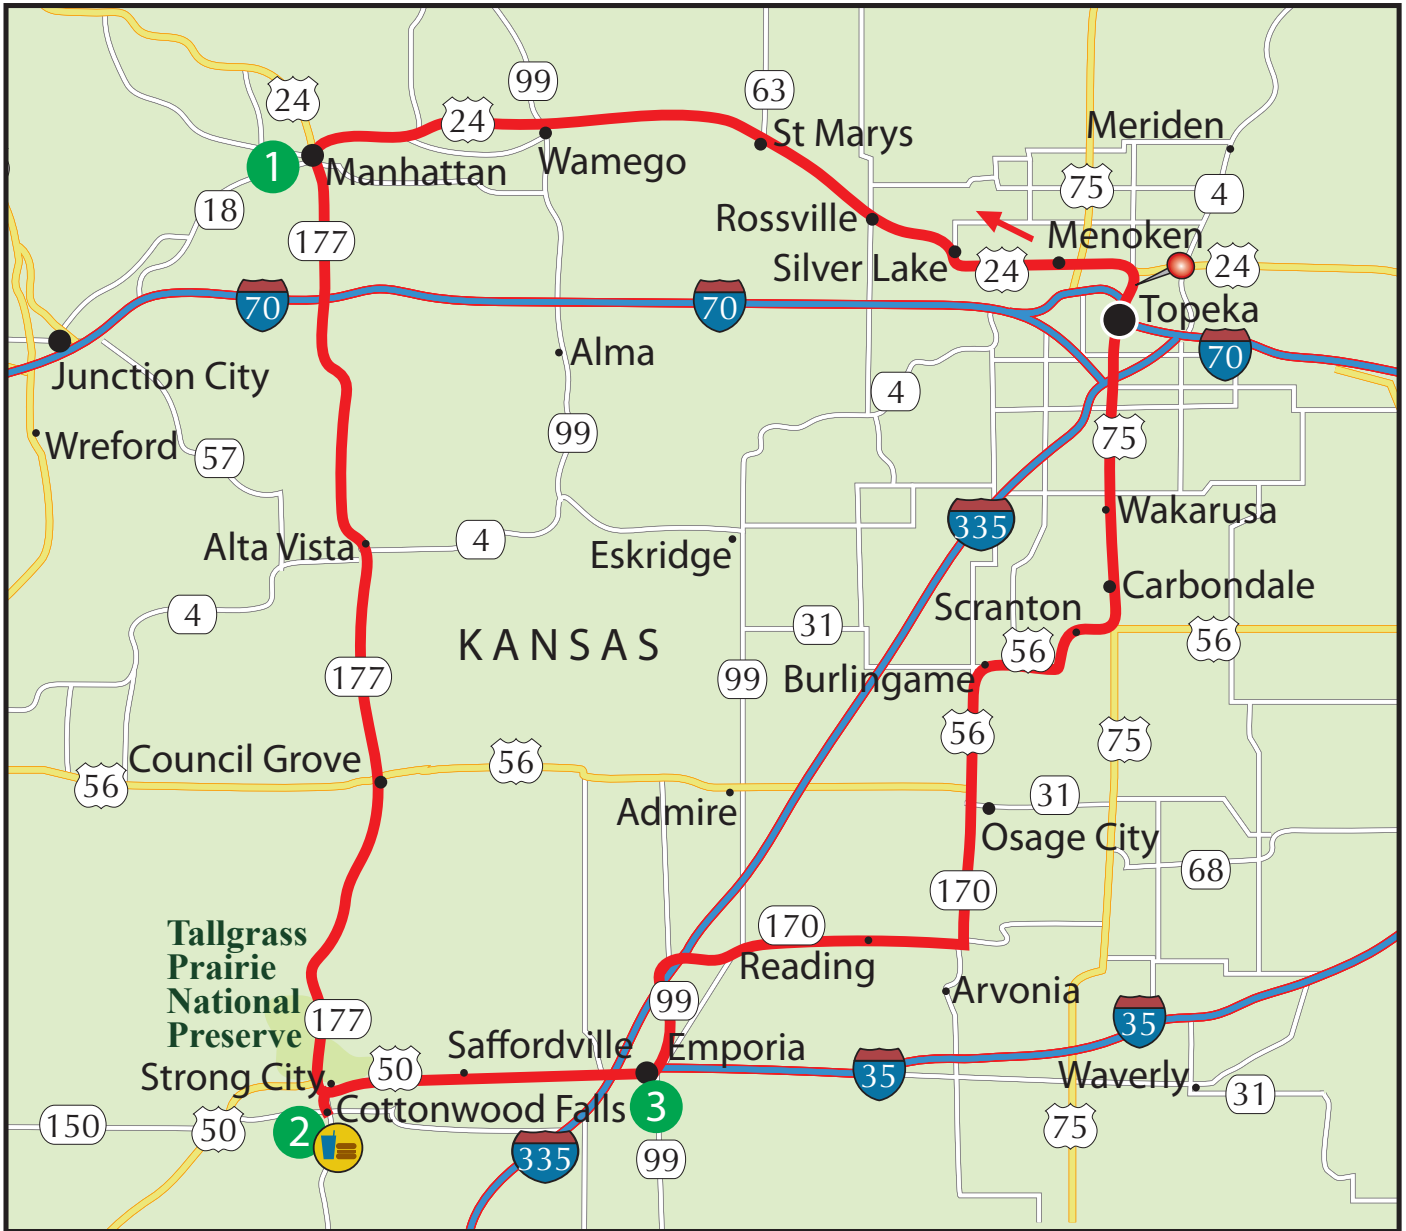 99
63
24
24
St Marys
Meriden
1
Manhattan
Wamego
75
4
18
Rossville
177
Menoken
Silver Lake
24
24
70
70
Topeka
70
Junction City
Alma
4
Wreford
57
99
75
335
Wakarusa
Alta Vista
4
Eskridge
Carbondale
4
Scranton
31
56
56
KANSAS
177
99
Burlingame
56
75
Council Grove
56
56
Admire
31
Osage City
68
170
Tallgrass
Prairie
National
Preserve
170
Reading
177
99
Arvonia
35
Saffordville
Emporia
50
Strong City
35
Waverly
31
Cottonwood Falls
3
150
50
2
75
335
99